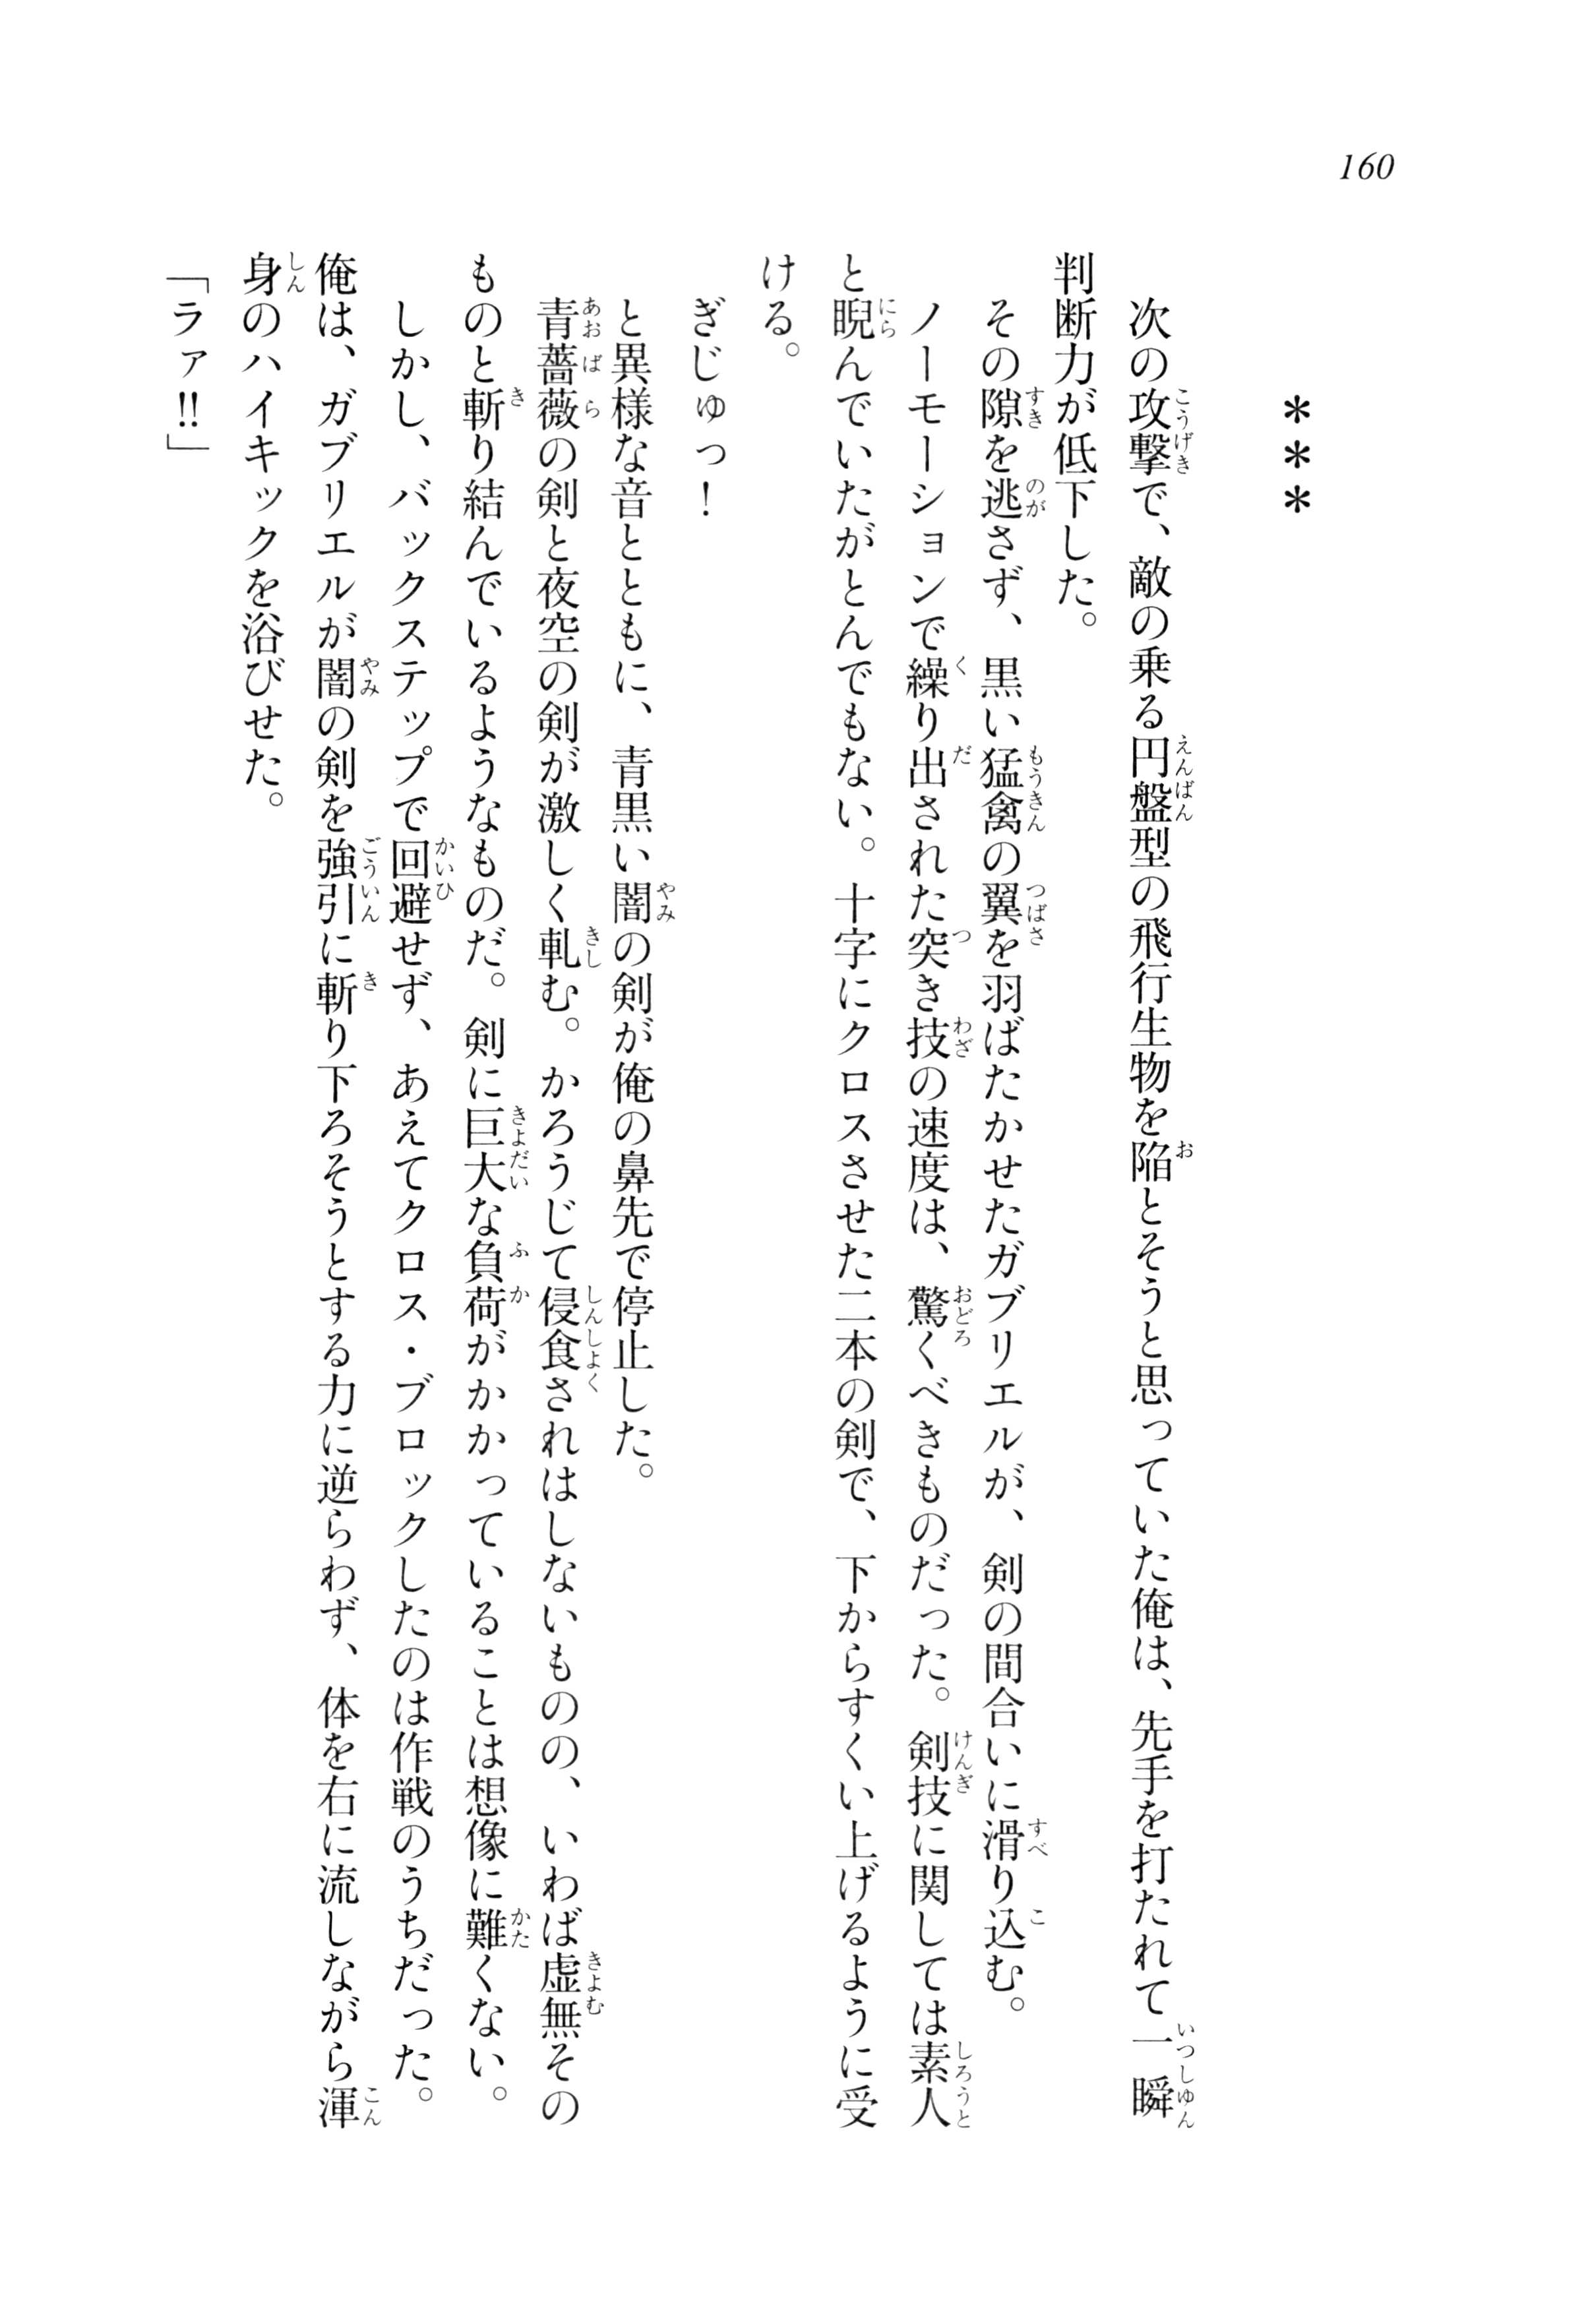 160
＊＊＊
次の攻撃で、敵の乗る円盤型の飛行生物を陥とそうと思っていた俺は、先手を打たれて一瞬
判断力が低下した。
その隙を逃さず、黒い猛禽の翼を羽ばたかせたガブリエルが、剣の間合いに滑り込む。
ノーモーションで繰り出された突き技の速度は、驚くべきものだった。剣技に関しては素人
と睨んでいたがとんでもない。十字にクロスさせた二本の剣で、下からすくい上げるように受
ける。
ぎじゅっ！
と異様な音とともに、青黒い闇の剣が俺の鼻先で停止した。
青薔薇の剣と夜空の剣が激しく軋む。かろうじて侵食されはしないものの、いわば虚無その
ものと斬り結んでいるようなものだ。剣に巨大な負荷がかかっていることは想像に難くない。
しかし、バックステップで回避せず、あえてクロス・ブロックしたのは作戦のうちだった。
俺は、ガブリエルが闇の剣を強引に斬り下ろそうとする力に逆らわず、体を右に流しながら渾
身のハイキックを浴びせた。
「ラァ!!」